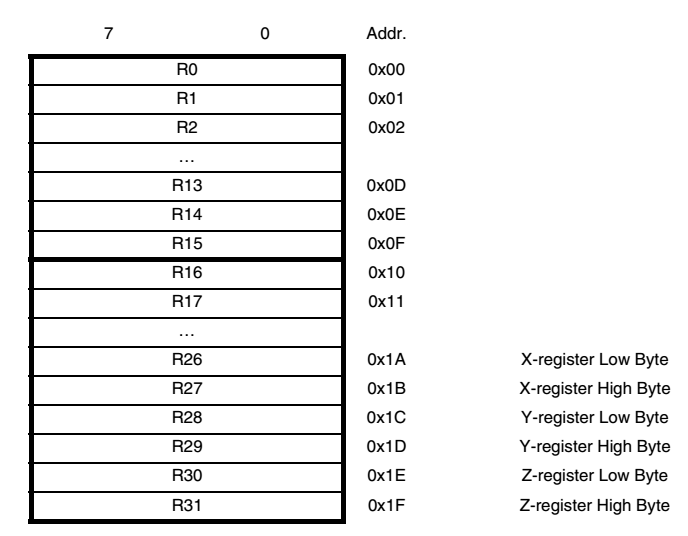 7 0 Addr.
R0 0x00
R1 0x01
R2 0x02
…
R13 0x0D
R14 0x0E
R15 0x0F
R16 0x10
R17 0x11
…
R26 0x1A X-register Low Byte
R27 0x1B X-register High Byte
R28 0x1C Y-register Low Byte
R29 0x1D Y-register High Byte
R30 0x1E Z-register Low Byte
R31 0x1F Z-register High Byte